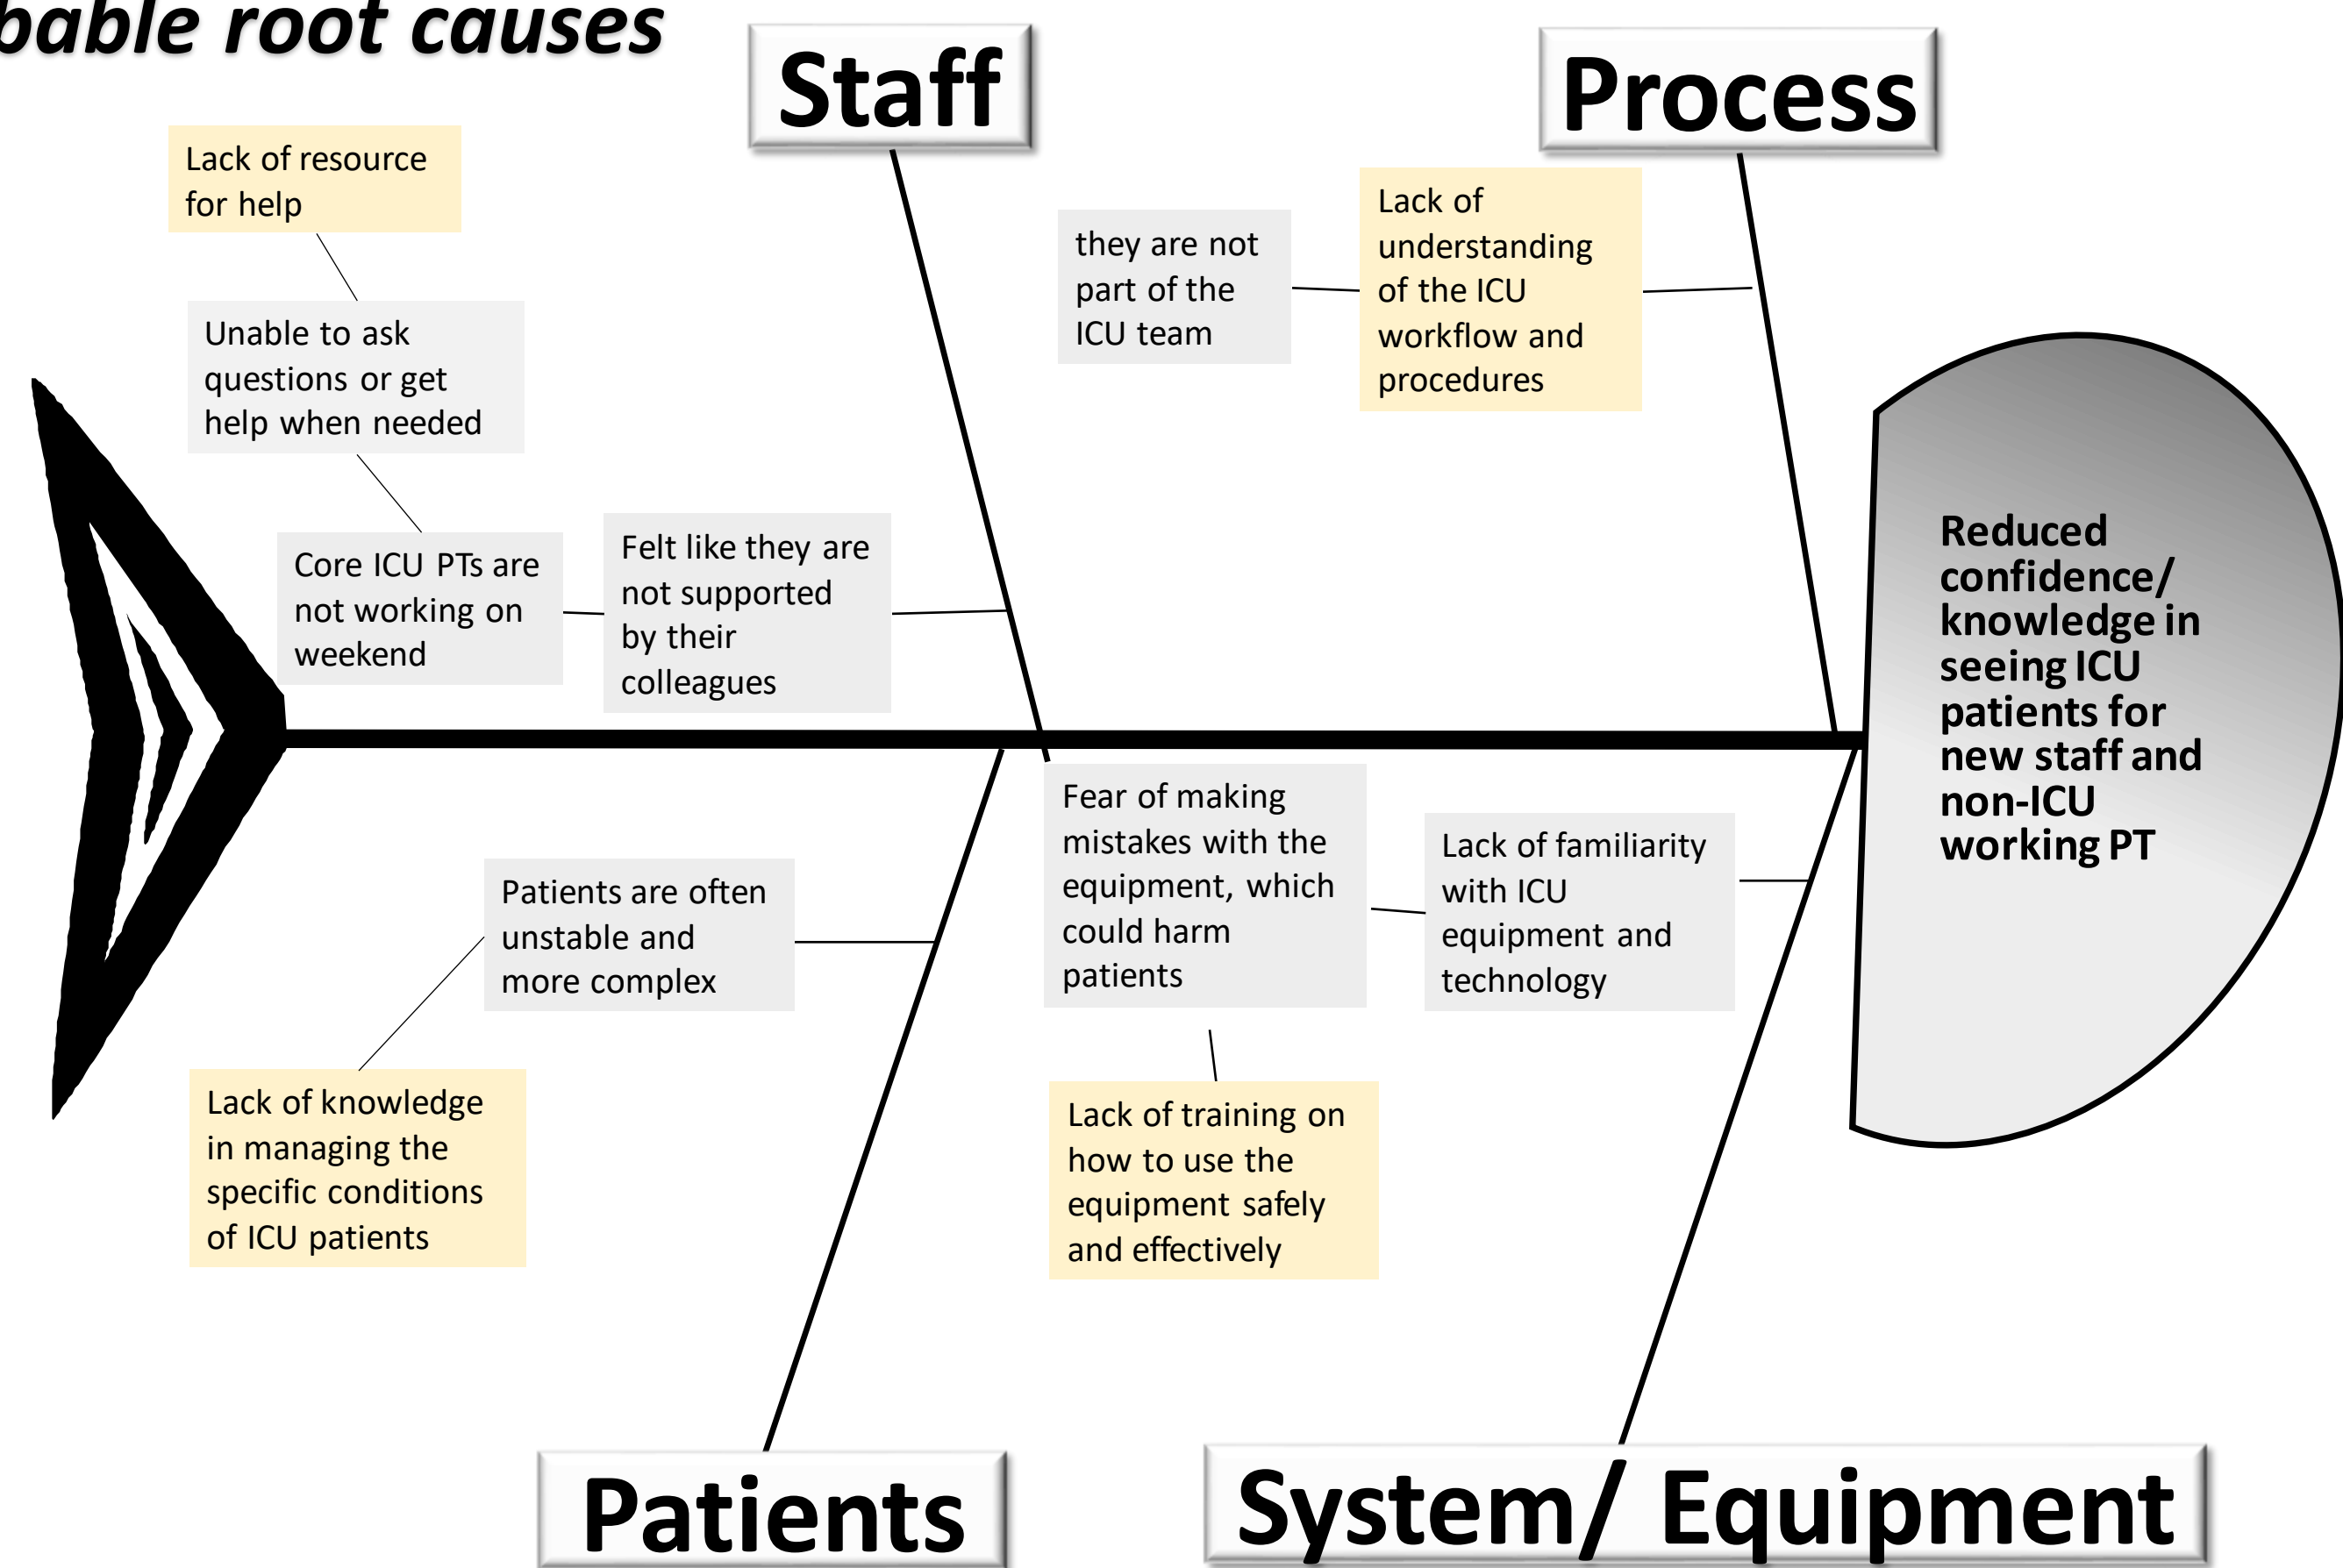 bable root causes
Staff
Process
Lack of resource
for help
Unable to ask
questions or get
help when needed
Core ICU PTs are
not working on
weekend
Felt like they are
not supported
by their
colleagues
they are not
part of the
ICU team
Lack of
understanding
of the ICU
workflow and
procedures
Reduced
confidence/
knowledge in
seeing ICU
patients for
new staff and
non-ICU
working PT
Patients are often
unstable and
more complex
Lack of knowledge
in managing the
specific conditions
of ICU patients
Fear of making
mistakes with the
equipment, which
could harm
patients
Lack of familiarity
with ICU
equipment and
technology
Lack of training on
how to use the
equipment safely
and effectively
Patients
System/ Equipment